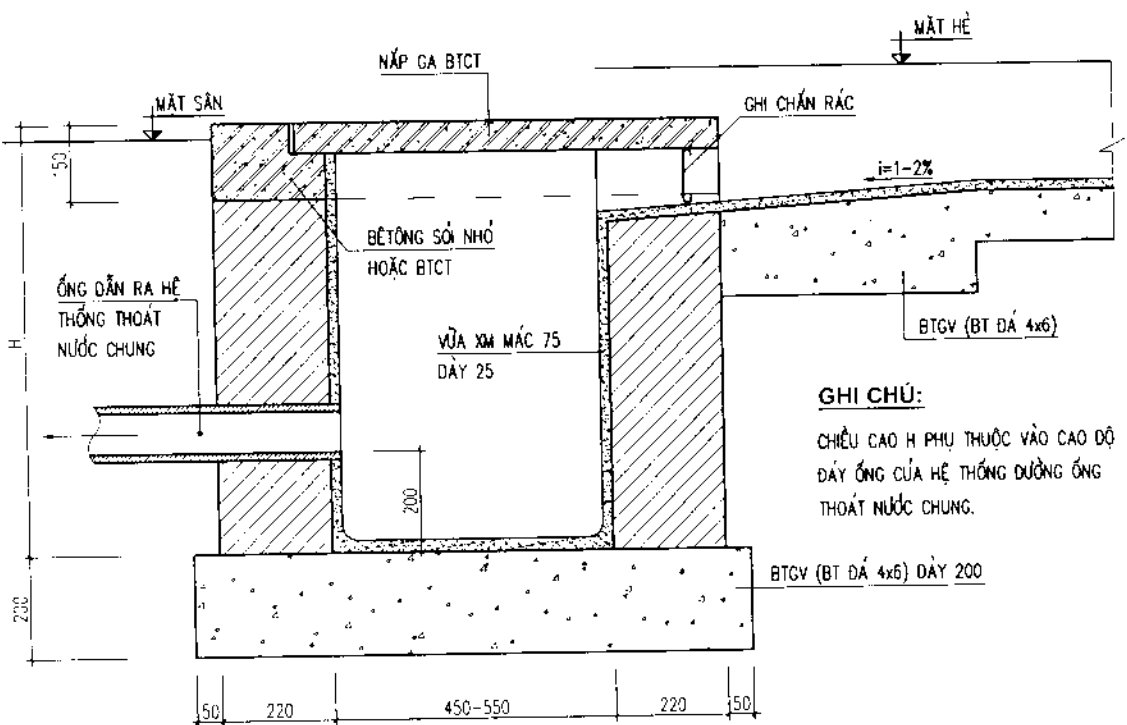 MẶT HÈ
NẮP GA BTCT
MẶT SÂN
GHI CHẮN RÁC
150
i=1-2%
BÊTÔNG SỎI NHỎ
HOẶC BTCT
ỐNG DẪN RA HỆ
THỐNG THOÁT
NƯỚC CHUNG
H
BTGV (BT ĐÁ 4x6)
VỮA XM MÁC 75
DÀY 25
GHI CHÚ:
CHIỀU CAO H PHỤ THUỘC VÀO CAO ĐỘ
ĐÁY ỐNG CỦA HỆ THỐNG ĐƯỜNG ỐNG
THOÁT NƯỚC CHUNG.
200
BTGV (BT ĐÁ 4x6) DÀY 200
200
50
220
450-550
220
50